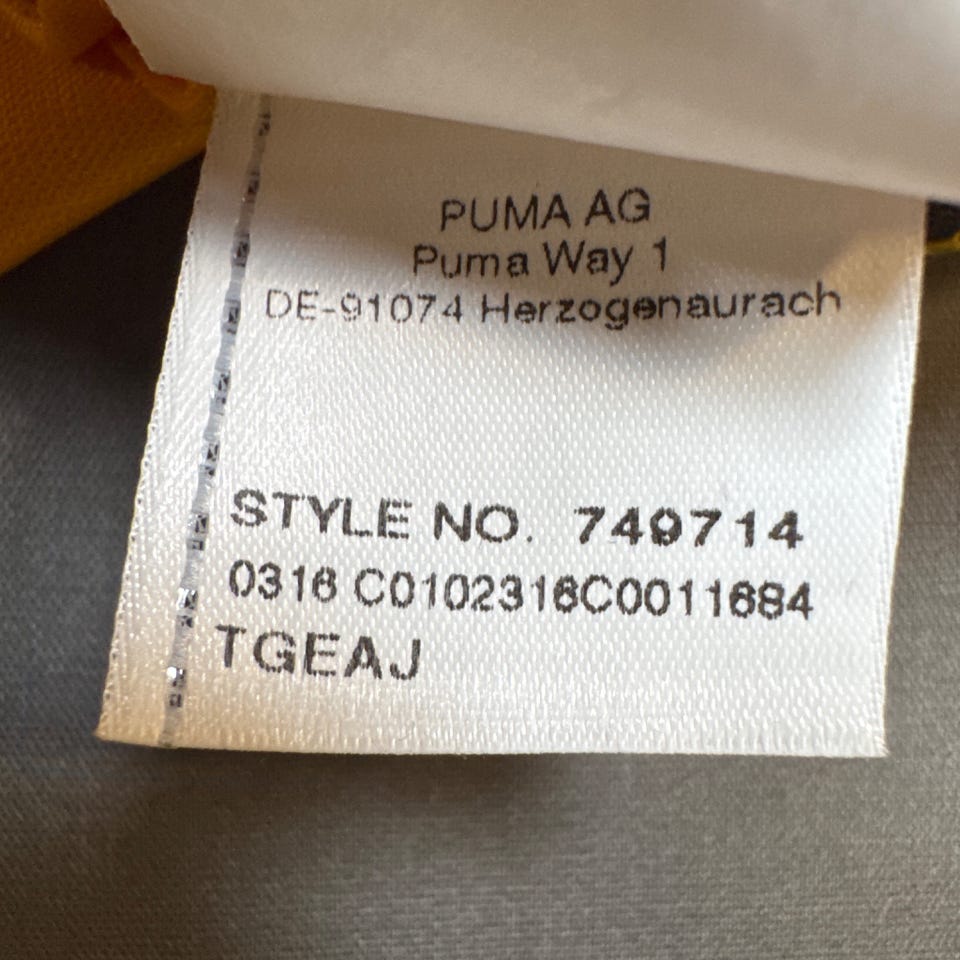 PUMA AG
Puma Way 1
DE-91074 Herzogenaurach
STYLE NO. 749714
0316 C0102316C0011684
TGEAJ